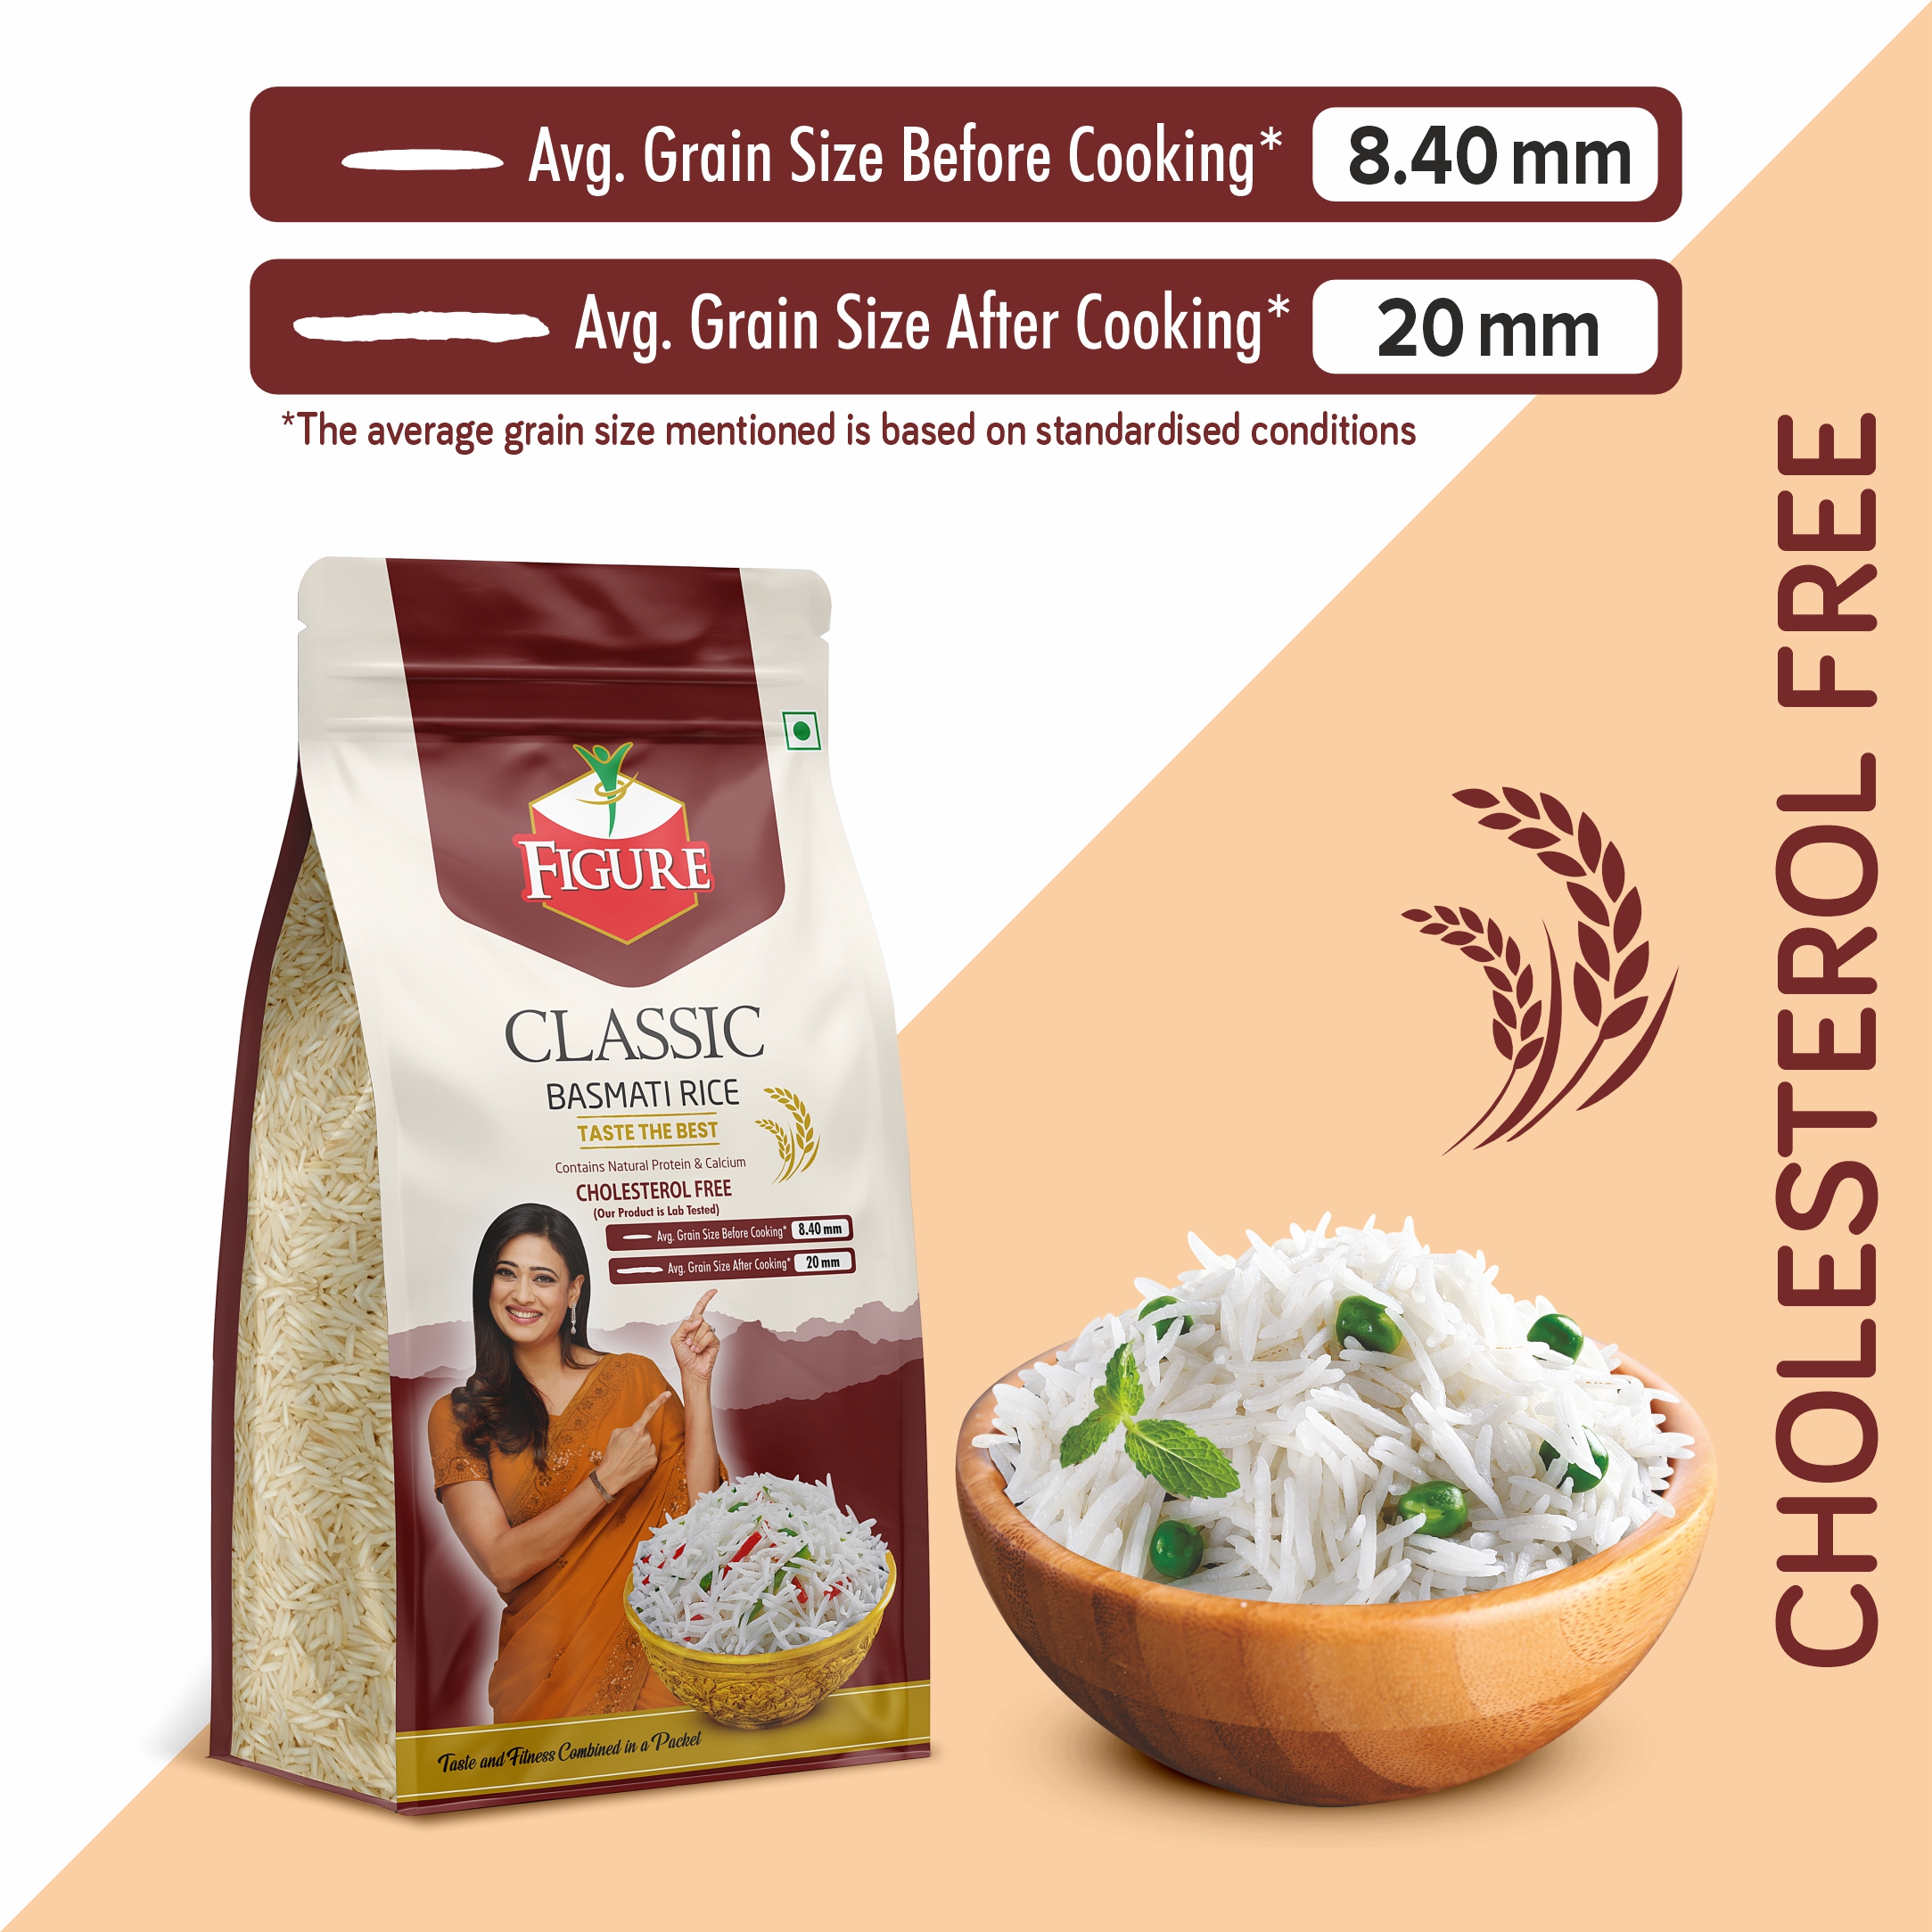 Avg. Grain Size Before Cooking* 8.40 mm
Avg. Grain Size After Cooking* 20 mm
*The average grain size mentioned is based on standardised conditions
CHOLESTEROL FREE
FIGURE
CLASSIC
BASMATI RICE
TASTE THE BEST
Contains Natural Protein & Calcium
CHOLESTEROL FREE
(Our Product is Lab Tested)
Avg. Grain Size Before Cooking* 8.40 mm
Avg. Grain Size After Cooking* 20 mm
Taste and Fitness Combined in a Packet